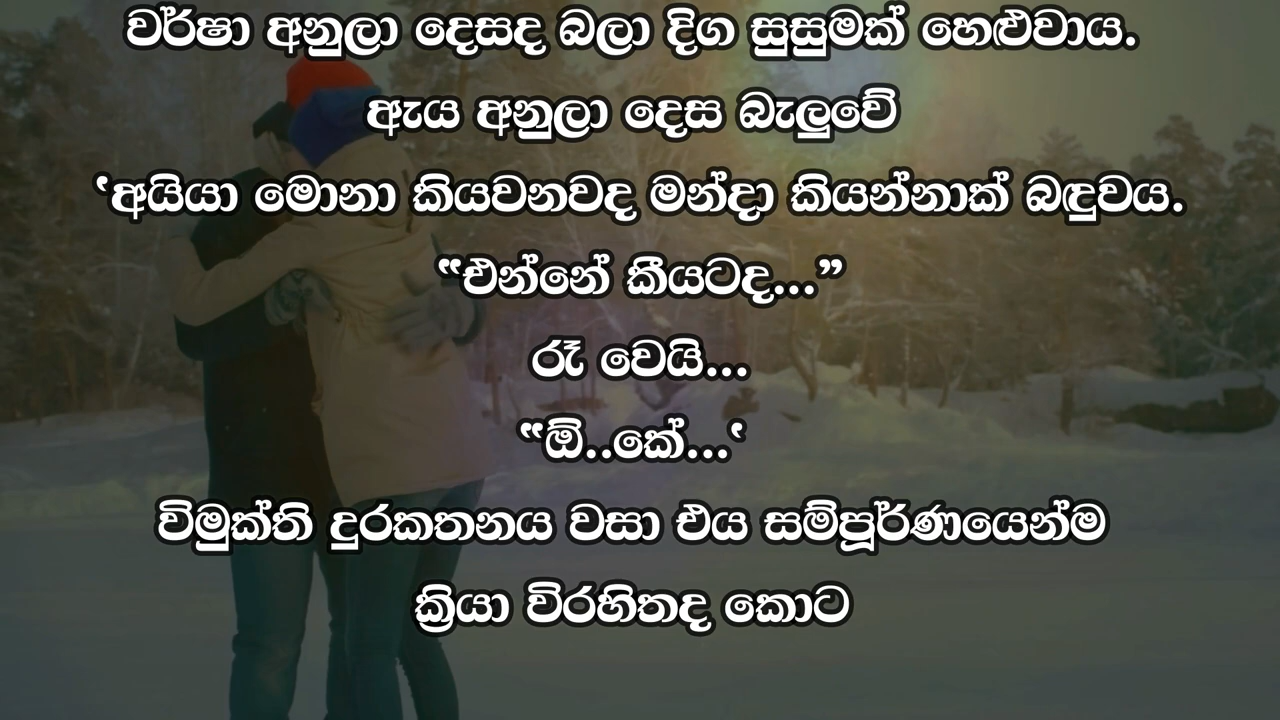 වර්ෂා අනුලා දෙසද බලා දිග සුසුමක් හෙළුවාය.
ඇය අනුලා දෙස බැලුවේ
‛අයියා මොනා කියවනවද මන්දා කියන්නාක් බඳුවය.
“එන්නේ කීයටද...”
රෑ වෙයි...
“ඕ..කේ...‛
විමුක්ති දුරකතනය වසා එය සම්පූර්ණයෙන්ම
ක්‍රියා විරහිතද කොට